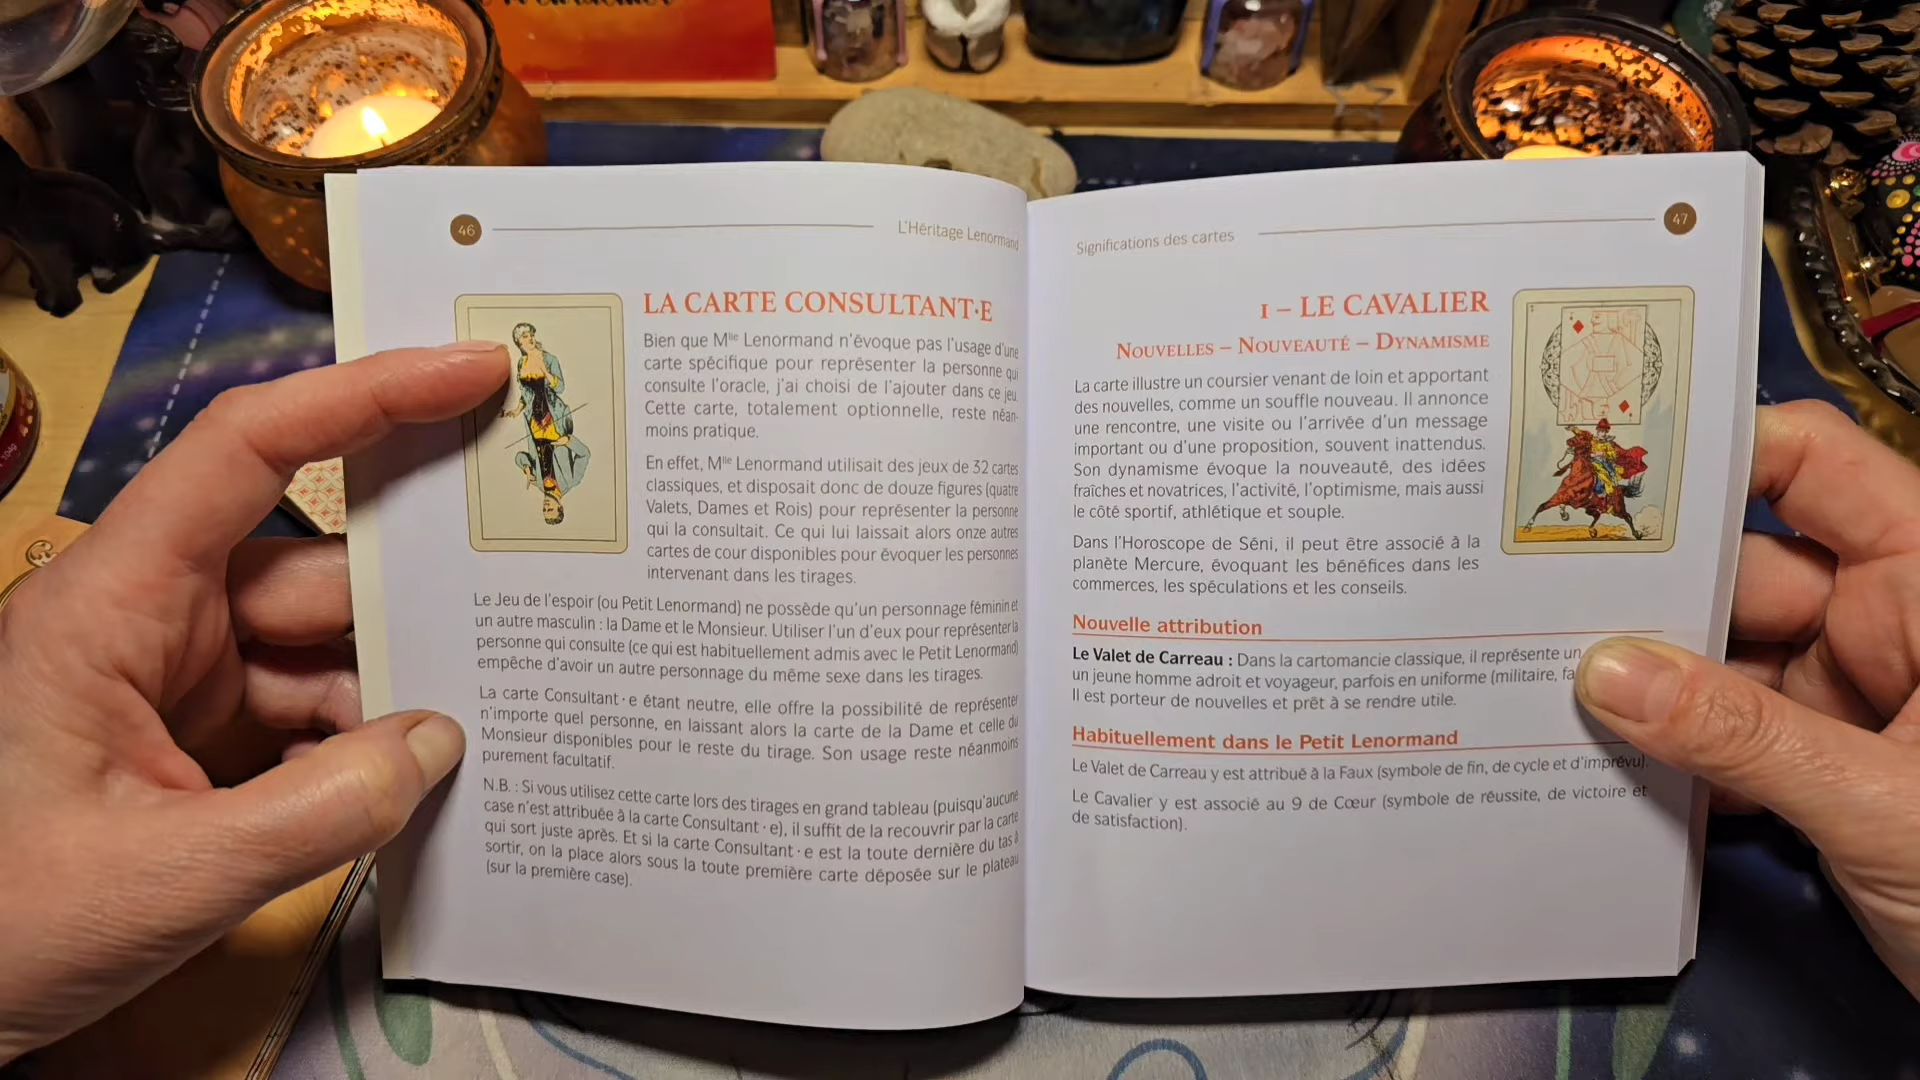 46
L'Héritage Lenormand
LA CARTE CONSULTANT·E
Bien que Mlle Lenormand n'évoque pas l'usage d'une
carte spécifique pour représenter la personne qui
consulte l'oracle, j'ai choisi de l'ajouter dans ce jeu.
Cette carte, totalement optionnelle, reste néan-
moins pratique.
En effet, Mlle Lenormand utilisait des jeux de 32 cartes
classiques, et disposait donc de douze figures (quatre
Valets, Dames et Rois) pour représenter la personne
qui la consultait. Ce qui lui laissait alors onze autres
cartes de cour disponibles pour évoquer les personnes
intervenant dans les tirages.
Le Jeu de l'espoir (ou Petit Lenormand) ne possède qu'un personnage féminin et
un autre masculin : la Dame et le Monsieur. Utiliser l'un d'eux pour représenter la
personne qui consulte (ce qui est habituellement admis avec le Petit Lenormand)
empêche d'avoir un autre personnage du même sexe dans les tirages.
La carte Consultant·e étant neutre, elle offre la possibilité de représenter
n'importe quel personne, en laissant alors la carte de la Dame et celle du
Monsieur disponibles pour le reste du tirage. Son usage reste néanmoins
purement facultatif.
N.B. : Si vous utilisez cette carte lors des tirages en grand tableau (puisqu'aucune
case n'est attribuée à la carte Consultant·e), il suffit de la recouvrir par la carte
qui sort juste après. Et si la carte Consultant·e est la toute dernière du tas à
sortir, on la place alors sous la toute première carte déposée sur le plateau
(sur la première case).
Significations des cartes
47
I – LE CAVALIER
NOUVELLES – NOUVEAUTÉ – DYNAMISME
La carte illustre un coursier venant de loin et apportant
des nouvelles, comme un souffle nouveau. Il annonce
une rencontre, une visite ou l'arrivée d'un message
important ou d'une proposition, souvent inattendus.
Son dynamisme évoque la nouveauté, des idées
fraîches et novatrices, l'activité, l'optimisme, mais aussi
le côté sportif, athlétique et souple.
Dans l'Horoscope de Séni, il peut être associé à la
planète Mercure, évoquant les bénéfices dans les
commerces, les spéculations et les conseils.
Nouvelle attribution
Le Valet de Carreau : Dans la cartomancie classique, il représente un
un jeune homme adroit et voyageur, parfois en uniforme (militaire, fa
Il est porteur de nouvelles et prêt à se rendre utile.
Habituellement dans le Petit Lenormand
Le Valet de Carreau y est attribué à la Faux (symbole de fin, de cycle et d'imprévu).
Le Cavalier y est associé au 9 de Cœur (symbole de réussite, de victoire et
de satisfaction).